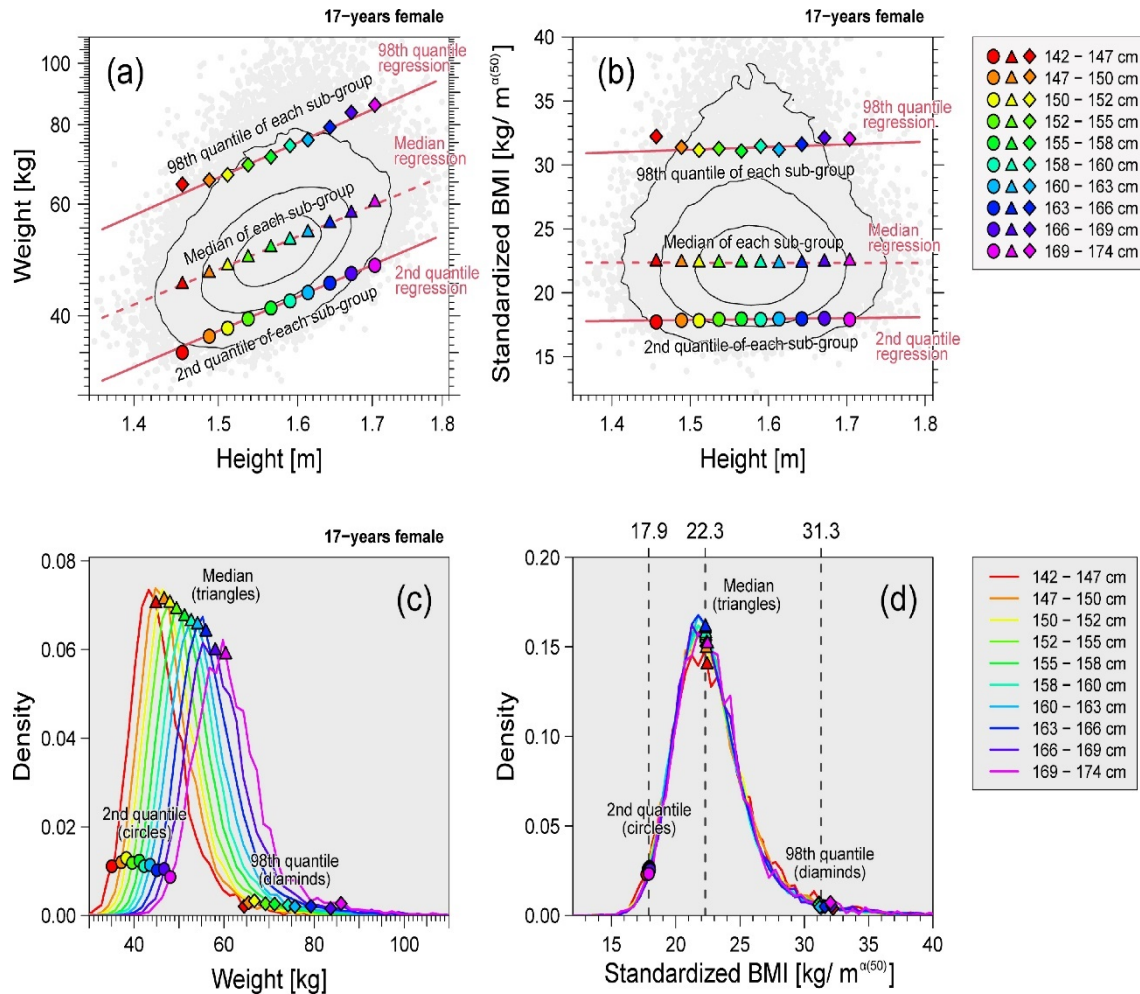 17−years female
(a)
98th quantile
regression
98th quantile of each sub-group
Median
regression
Median of each sub-group
2nd quantile
regression
2nd quantile of each sub-group
100
80
60
40
Weight [kg]
1.4
1.5
1.6
1.7
1.8
Height [m]
17−years female
(b)
98th quantile
regression
98th quantile of each sub-group
Median
regression
Median of each sub-group
2nd quantile of each sub-group
2nd quantile
regression
40
35
30
25
20
15
Standardized BMI [kg/ m α(50) ]
1.4
1.5
1.6
1.7
1.8
Height [m]
142 − 147 cm
147 − 150 cm
150 − 152 cm
152 − 155 cm
155 − 158 cm
158 − 160 cm
160 − 163 cm
163 − 166 cm
166 − 169 cm
169 − 174 cm
17−years female
(c)
Median
(triangles)
2nd quantile
(circles)
98th quantile
(diaminds)
0.08
0.06
0.04
0.02
0.00
Density
40
60
80
100
Weight [kg]
17.9
22.3
31.3
(d)
Median
(triangles)
2nd quantile
(circles)
98th quantile
(diaminds)
0.20
0.15
0.10
0.05
0.00
Density
15
20
25
30
35
40
Standardized BMI [kg/ m α(50) ]
142 − 147 cm
147 − 150 cm
150 − 152 cm
152 − 155 cm
155 − 158 cm
158 − 160 cm
160 − 163 cm
163 − 166 cm
166 − 169 cm
169 − 174 cm